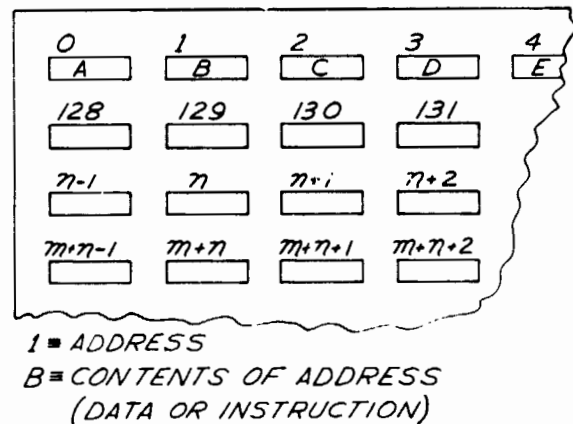 0 1 2 3 4
A B C D E
128 129 130 131
n-1 n n+i n+2
m+n-1 m+n m+n+1 m+n+2
1 ≡ ADDRESS
B ≡ CONTENTS OF ADDRESS
(DATA OR INSTRUCTION)